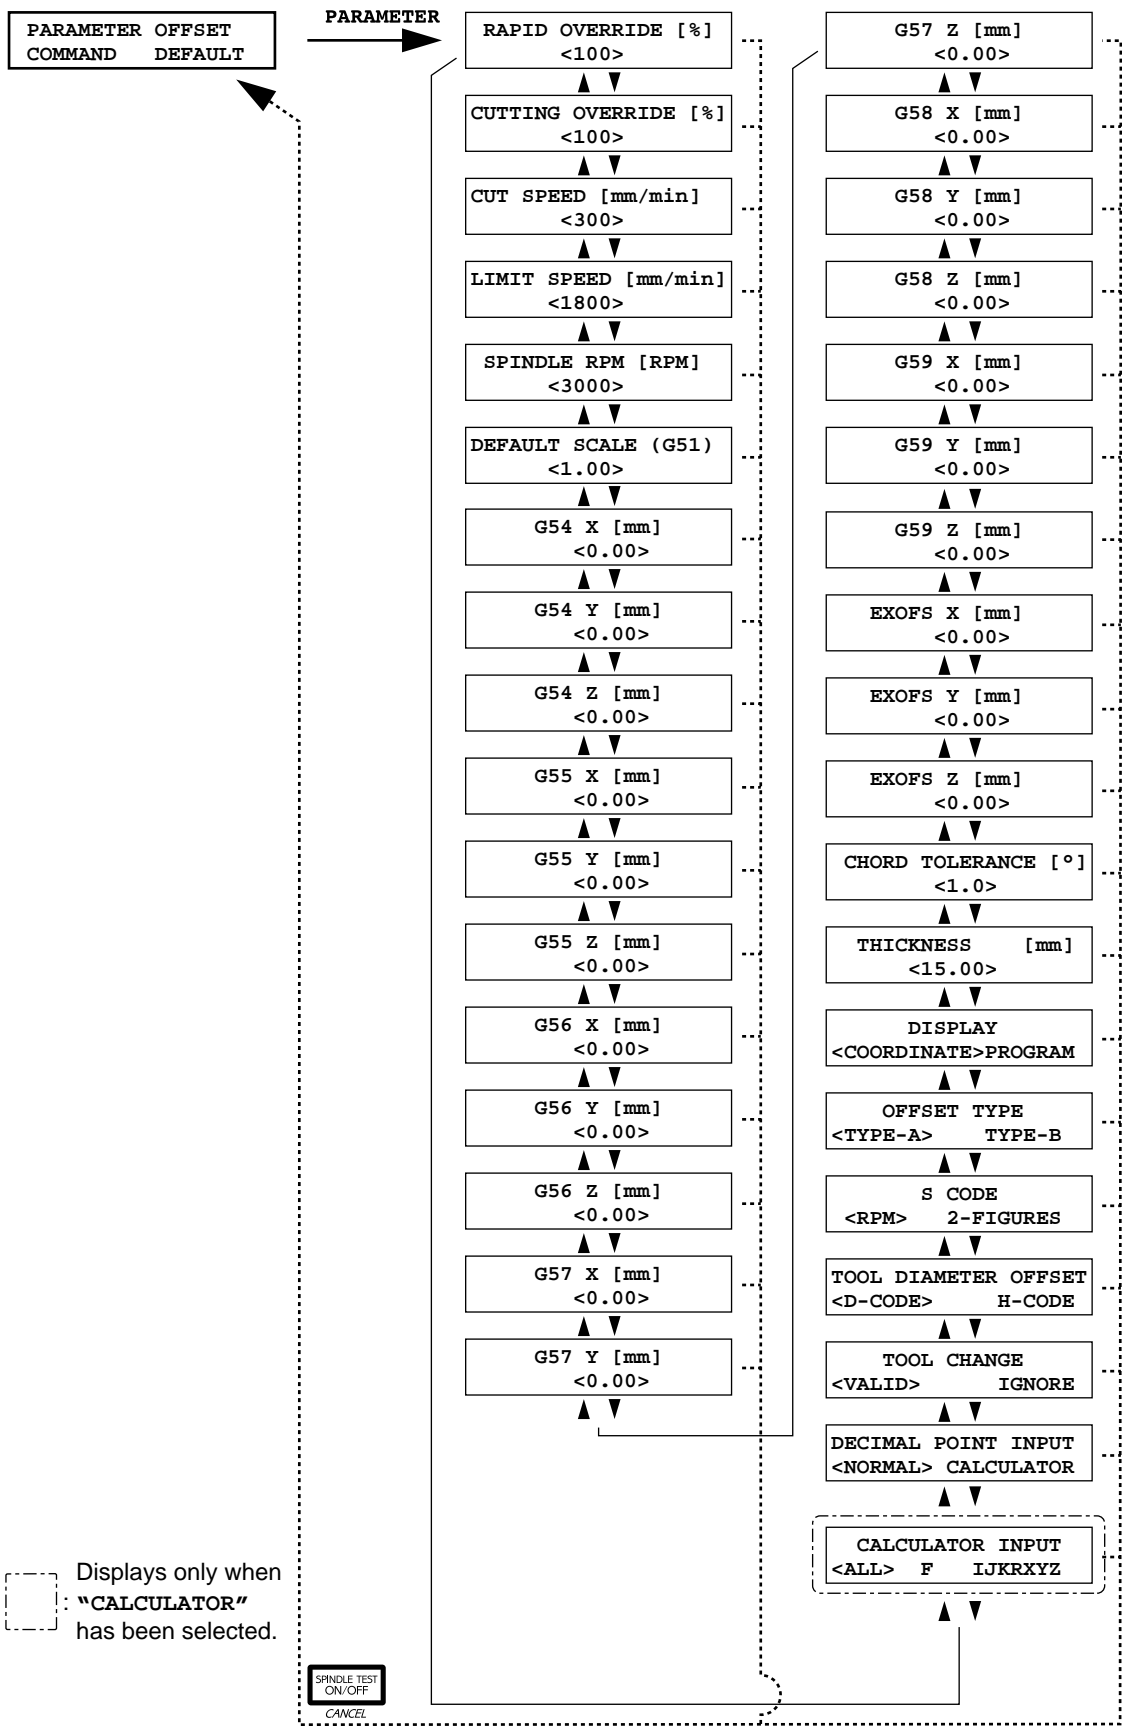 PARAMETER OFFSET
COMMAND DEFAULT
PARAMETER
RAPID OVERRIDE [%]
<100>
CUTTING OVERRIDE [%]
<100>
CUT SPEED [mm/min]
<300>
LIMIT SPEED [mm/min]
<1800>
SPINDLE RPM [RPM]
<3000>
DEFAULT SCALE (G51)
<1.00>
G54 X [mm]
<0.00>
G54 Y [mm]
<0.00>
G54 Z [mm]
<0.00>
G55 X [mm]
<0.00>
G55 Y [mm]
<0.00>
G55 Z [mm]
<0.00>
G56 X [mm]
<0.00>
G56 Y [mm]
<0.00>
G56 Z [mm]
<0.00>
G57 X [mm]
<0.00>
G57 Y [mm]
<0.00>
G57 Z [mm]
<0.00>
G58 X [mm]
<0.00>
G58 Y [mm]
<0.00>
G58 Z [mm]
<0.00>
G59 X [mm]
<0.00>
G59 Y [mm]
<0.00>
G59 Z [mm]
<0.00>
EXOFS X [mm]
<0.00>
EXOFS Y [mm]
<0.00>
EXOFS Z [mm]
<0.00>
CHORD TOLERANCE [°]
<1.0>
THICKNESS [mm]
<15.00>
DISPLAY
<COORDINATE>PROGRAM
OFFSET TYPE
<TYPE-A> TYPE-B
S CODE
<RPM> 2-FIGURES
TOOL DIAMETER OFFSET
<D-CODE> H-CODE
TOOL CHANGE
<VALID> IGNORE
DECIMAL POINT INPUT
<NORMAL> CALCULATOR
CALCULATOR INPUT
<ALL> F IJKRXYZ
Displays only when
: “CALCULATOR”
has been selected.
SPINDLE TEST
ON/OFF
CANCEL